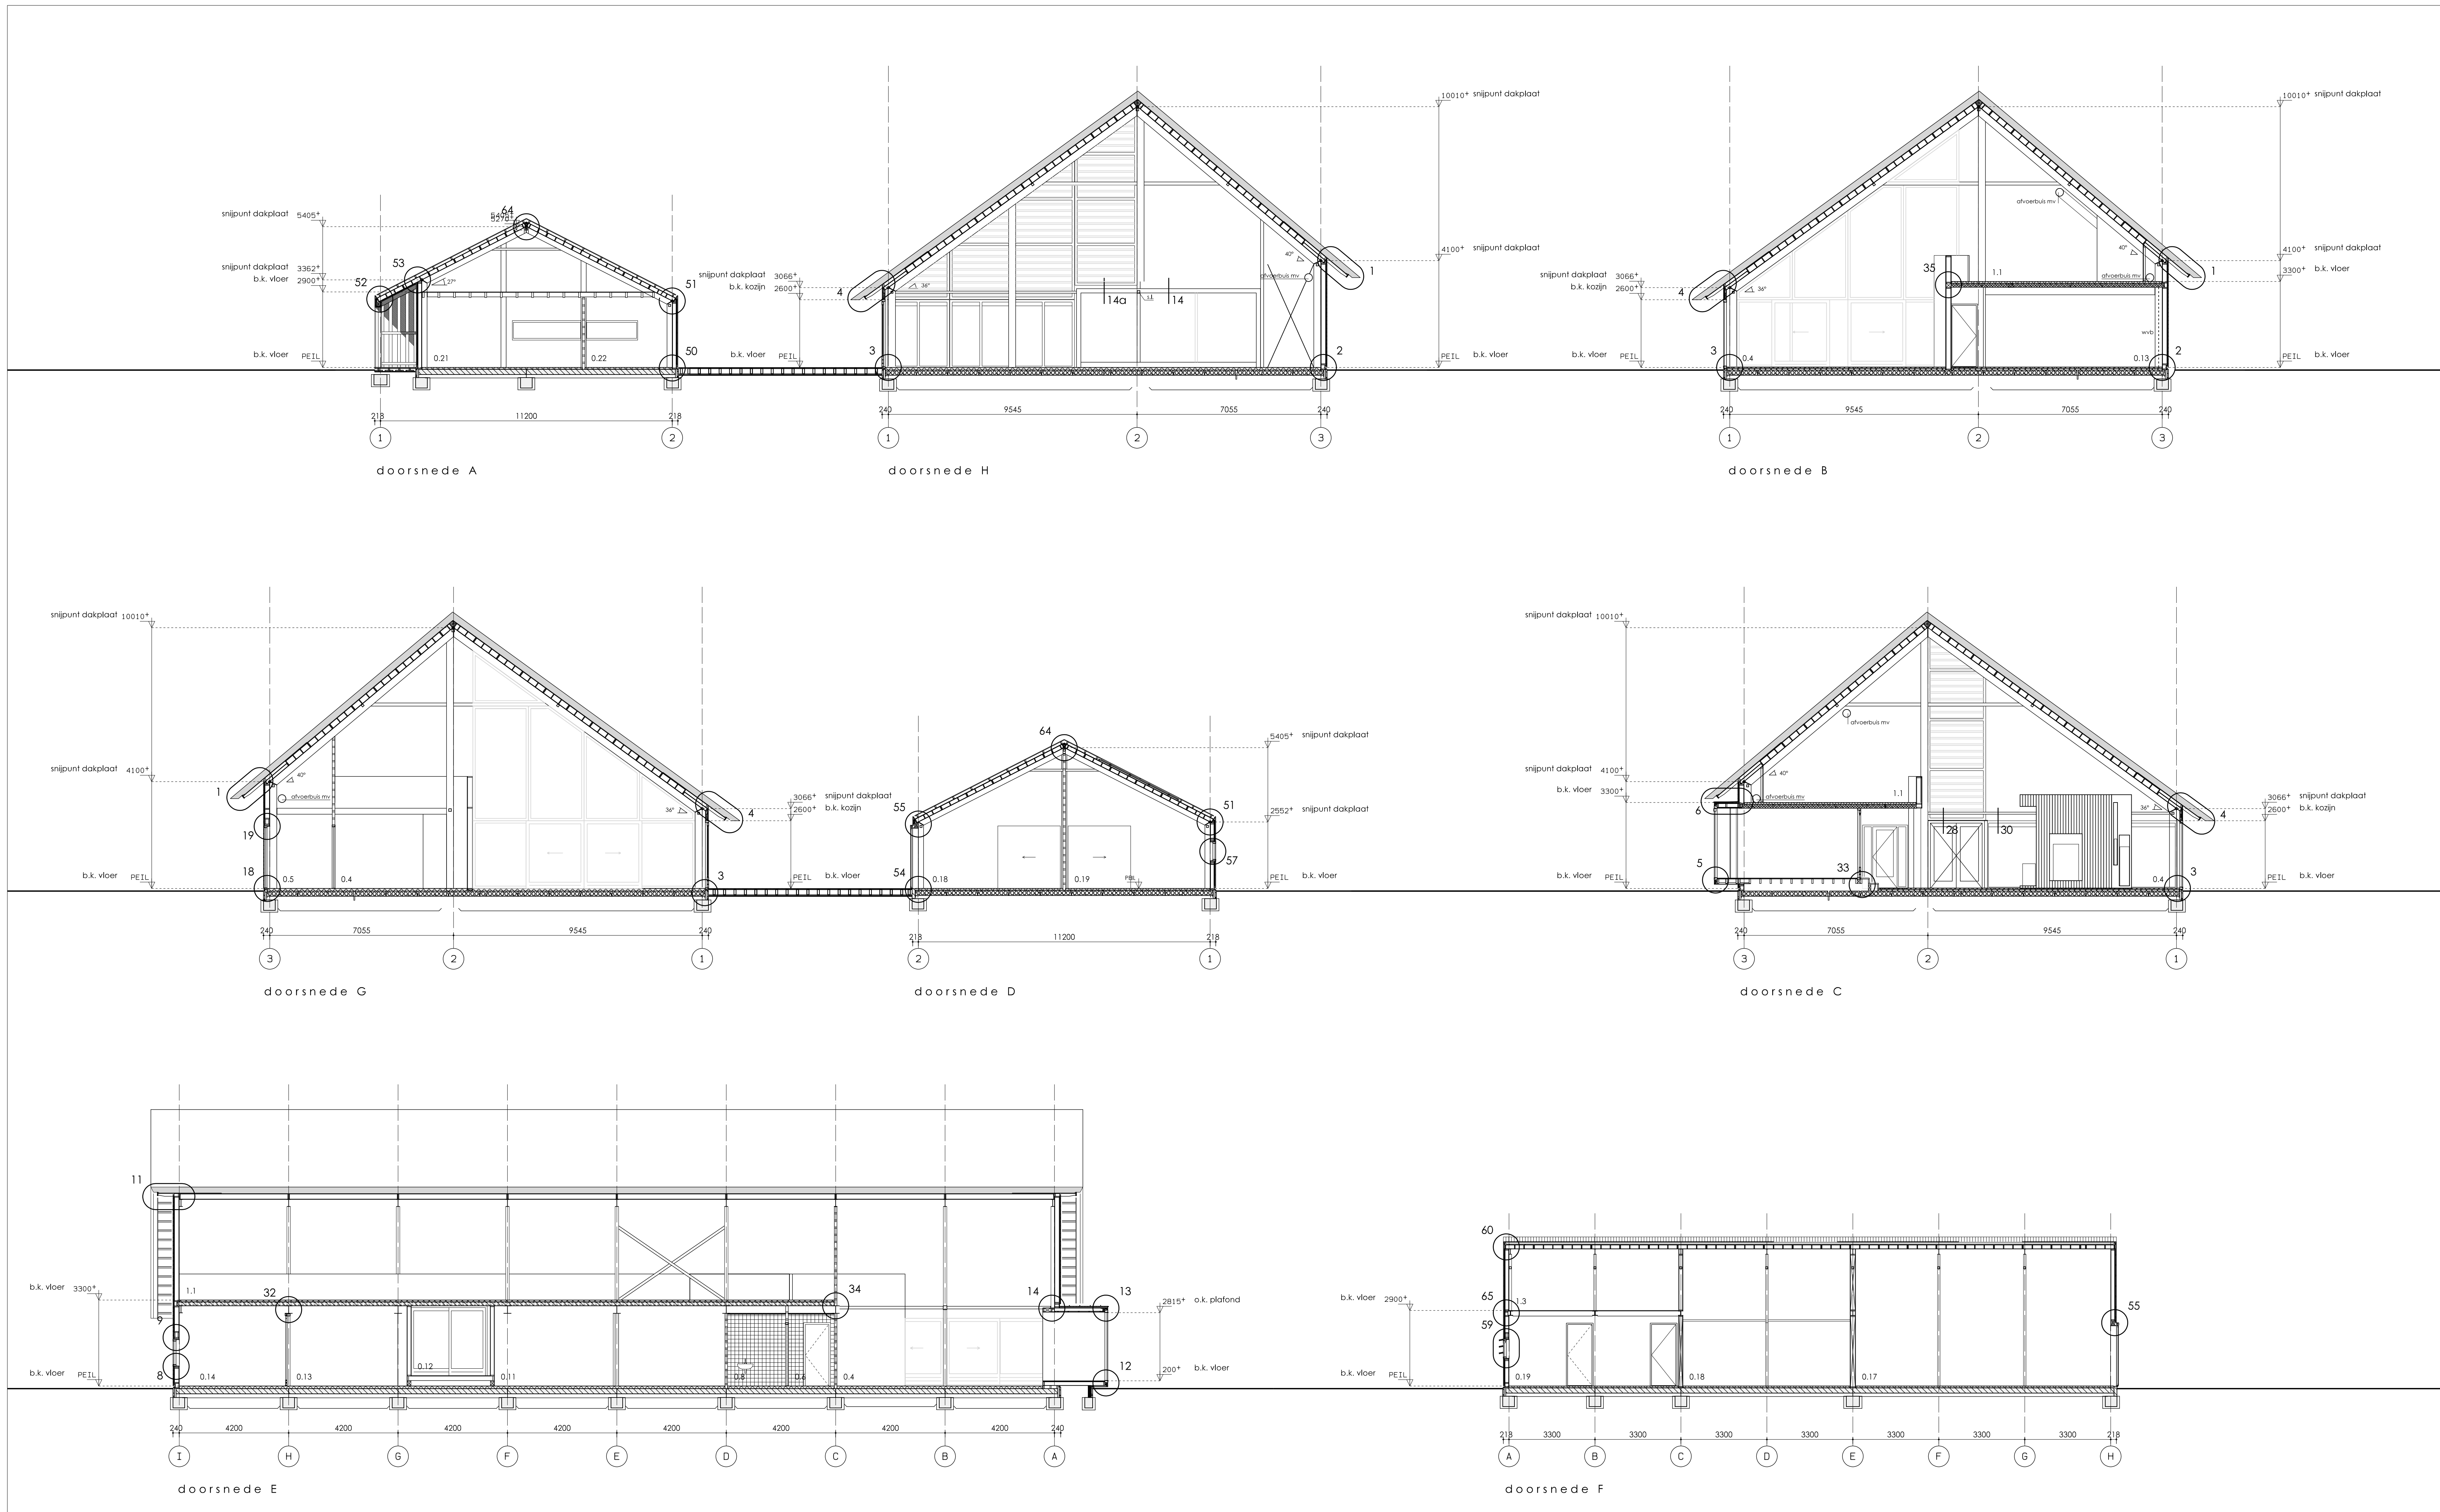 snijpunt dakplaat 5405+
snijpunt dakplaat 3362+
b.k. vloer 2900+
b.k. vloer PEIL
64
5405+
5270+
53
52
27°
51
50
0.21
0.22
218
11200
218
1
2
doorsnede A
10010+ snijpunt dakplaat
4100+ snijpunt dakplaat
snijpunt dakplaat 3066+
b.k. kozijn 2600+
b.k. vloer PEIL
PEIL b.k. vloer
4
36°
40°
afvoerbuis mv
14a
14
1
3
2
240
9545
7055
240
1
2
3
doorsnede H
10010+ snijpunt dakplaat
4100+ snijpunt dakplaat
3300+ b.k. vloer
PEIL b.k. vloer
snijpunt dakplaat 3066+
b.k. kozijn 2600+
b.k. vloer PEIL
afvoerbuis mv
40°
35
1.1
afvoerbuis mv
1
4
36°
wvb
3
0.4
0.13
2
240
9545
7055
240
1
2
3
doorsnede B
snijpunt dakplaat 10010+
snijpunt dakplaat 4100+
b.k. vloer PEIL
40°
1
afvoerbuis mv
19
18
0.5
0.4
36°
4
3
3066+ snijpunt dakplaat
2600+ b.k. kozijn
PEIL b.k. vloer
240
7055
9545
240
3
2
1
doorsnede G
64
55
51
57
54
0.18
0.19
PEIL
5405+ snijpunt dakplaat
2552+ snijpunt dakplaat
PEIL b.k. vloer
218
11200
218
2
1
doorsnede D
snijpunt dakplaat 10010+
snijpunt dakplaat 4100+
b.k. vloer 3300+
b.k. vloer PEIL
afvoerbuis mv
40°
afvoerbuis mv
1.1
6
5
33
28
30
36°
4
3
0.4
3066+ snijpunt dakplaat
2600+ b.k. kozijn
PEIL b.k. vloer
240
7055
9545
240
3
2
1
doorsnede C
11
b.k. vloer 3300+
b.k. vloer PEIL
1.1
32
34
14
13
9
8
12
0.14
0.13
0.12
0.11
0.8
0.6
0.4
2815+ o.k. plafond
200+ b.k. vloer
240
4200
4200
4200
4200
4200
4200
4200
4200
240
I
H
G
F
E
D
C
B
A
doorsnede E
60
b.k. vloer 2900+
b.k. vloer PEIL
65
1.3
59
55
0.19
0.18
0.17
218
3300
3300
3300
3300
3300
3300
3300
218
A
B
C
D
E
F
G
H
doorsnede F